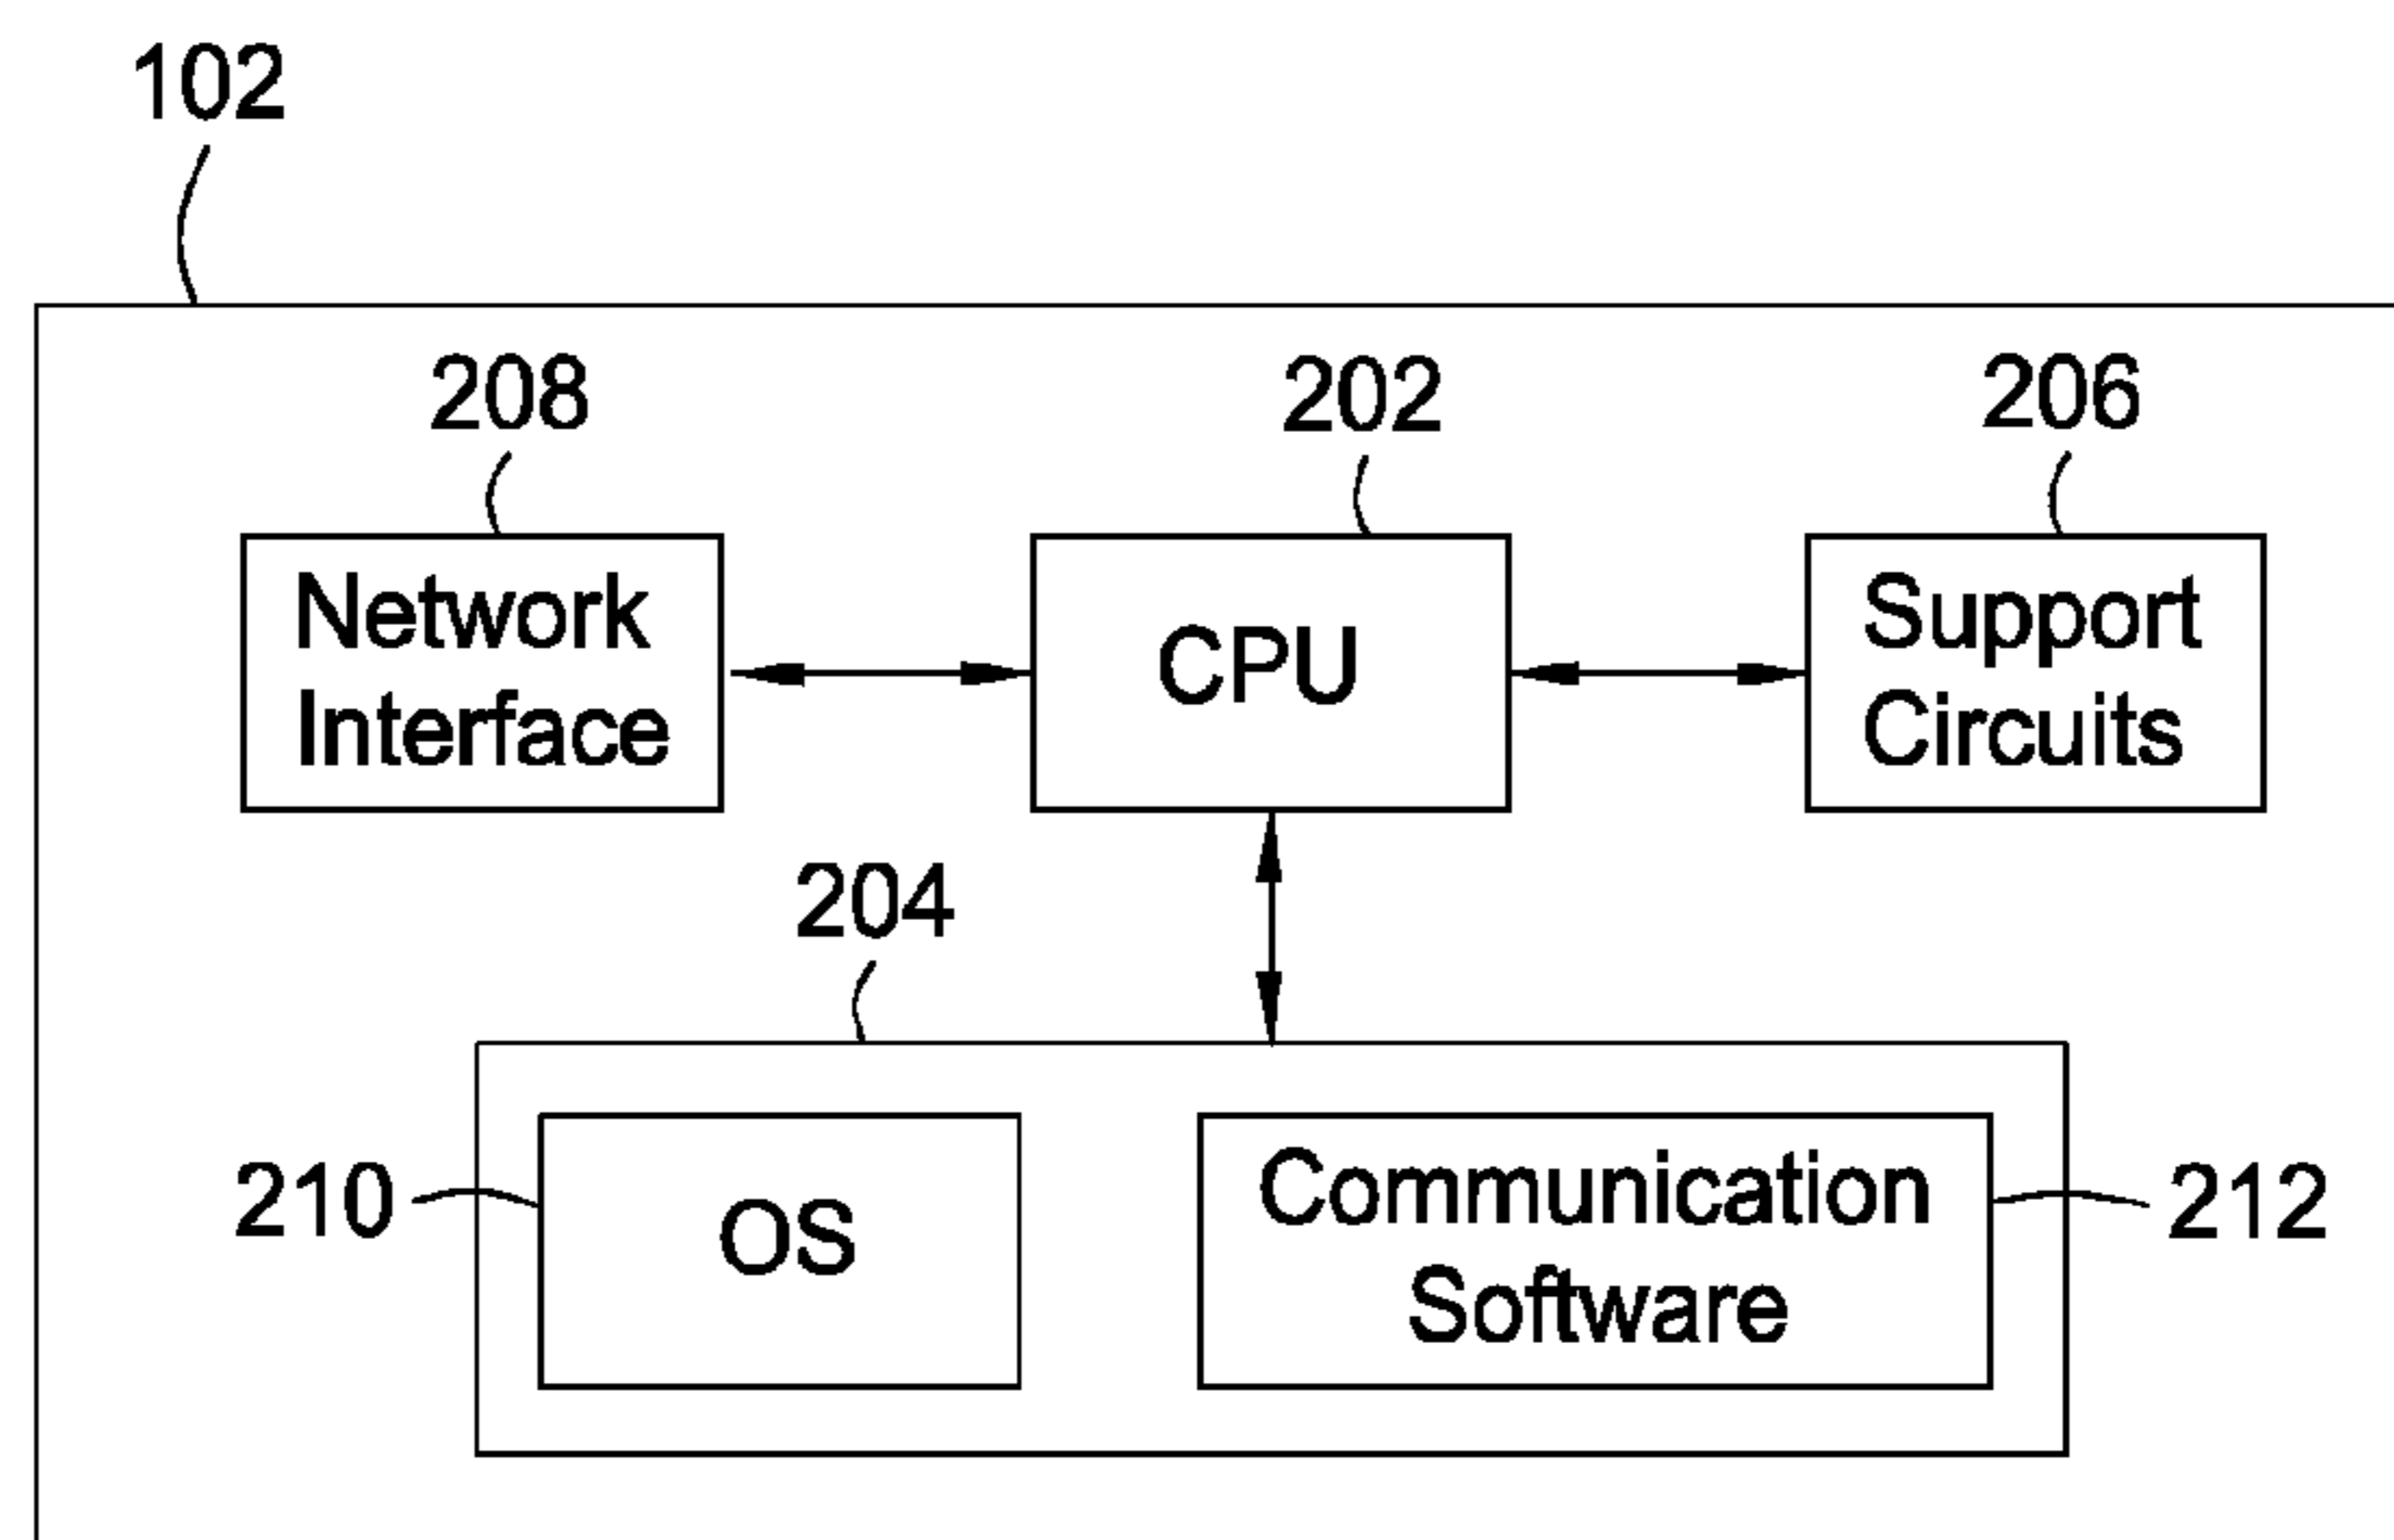 102
208
202
206
Network
Interface
CPU
Support
Circuits
204
210
OS
Communication
Software
212